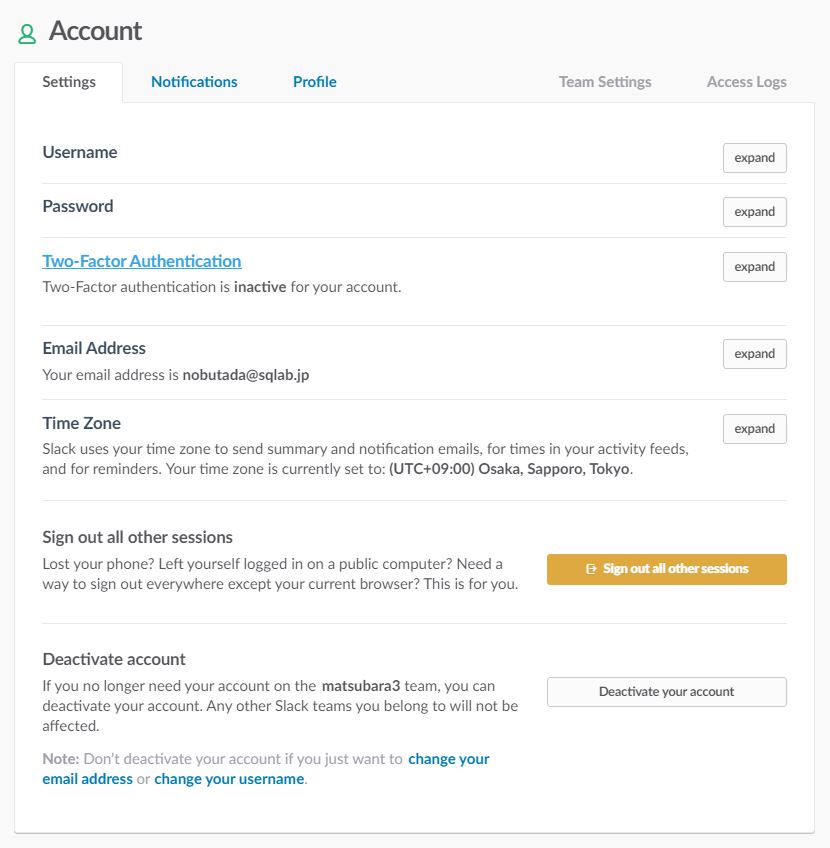 Account
Settings Notifications Profile Team Settings Access Logs
Username expand
Password expand
Two-Factor Authentication expand
Two-Factor authentication is inactive for your account.
Email Address expand
Your email address is nobutada@sqlab.jp
Time Zone expand
Slack uses your time zone to send summary and notification emails, for times in your activity feeds,
and for reminders. Your time zone is currently set to: (UTC+09:00) Osaka, Sapporo, Tokyo.
Sign out all other sessions
Lost your phone? Left yourself logged in on a public computer? Need a
way to sign out everywhere except your current browser? This is for you.
Sign out all other sessions
Deactivate account
If you no longer need your account on the matsubara3 team, you can
deactivate your account. Any other Slack teams you belong to will not be
affected.
Deactivate your account
Note: Don't deactivate your account if you just want to change your
email address or change your username.